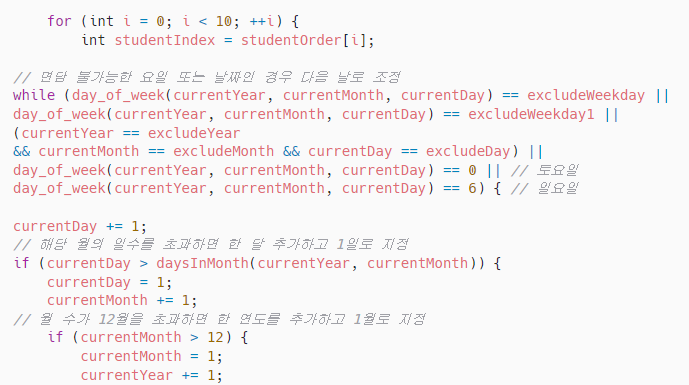 for (int i = 0; i < 10; ++i) {
int studentIndex = studentOrder[i];
// 면담 불가능한 요일 또는 날짜인 경우 다음 날로 조정
while (day_of_week(currentYear, currentMonth, currentDay) == excludeWeekday ||
day_of_week(currentYear, currentMonth, currentDay) == excludeWeekday1 ||
(currentYear == excludeYear
&& currentMonth == excludeMonth && currentDay == excludeDay) ||
day_of_week(currentYear, currentMonth, currentDay) == 0 || // 토요일
day_of_week(currentYear, currentMonth, currentDay) == 6) { // 일요일
currentDay += 1;
// 해당 월의 일수를 초과하면 한 달 추가하고 1일로 지정
if (currentDay > daysInMonth(currentYear, currentMonth)) {
currentDay = 1;
currentMonth += 1;
// 월 수가 12월을 초과하면 한 연도를 추가하고 1월로 지정
if (currentMonth > 12) {
currentMonth = 1;
currentYear += 1;